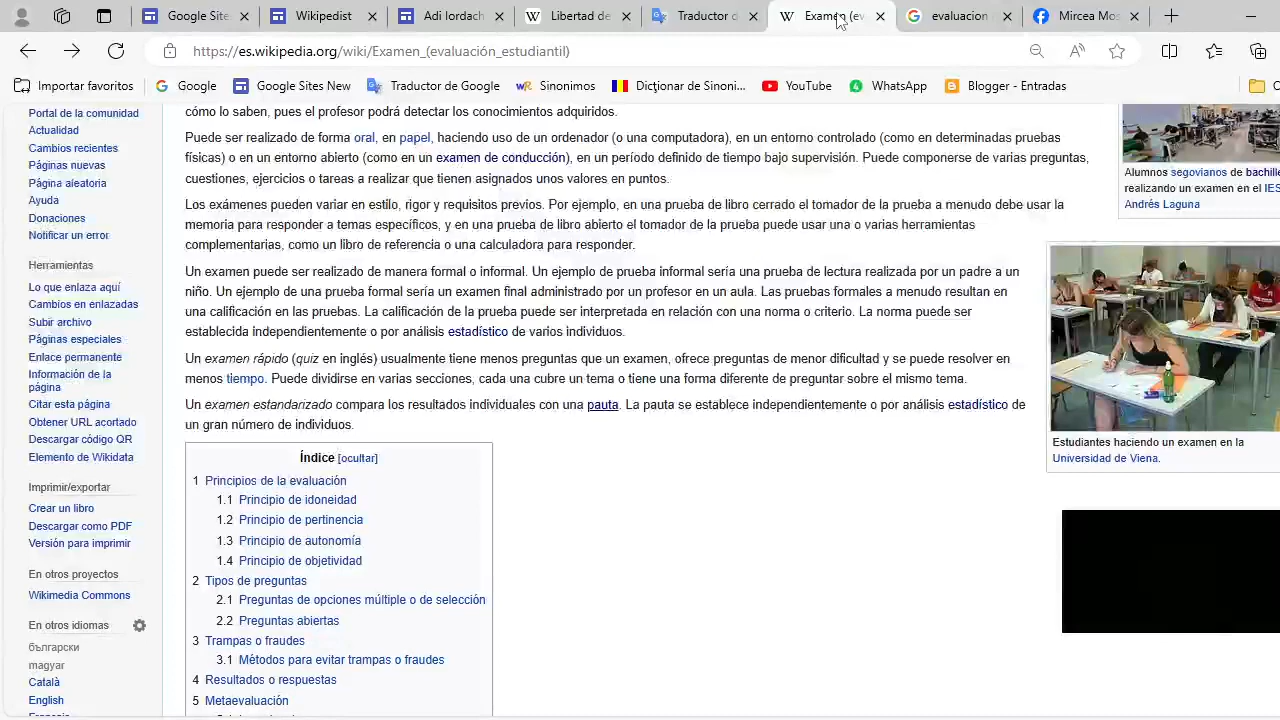 Google Site
Wikipedist
Adi Iordach
Libertad de
Traductor d
Examen (ev
evaluacion
Mircea Mos
https://es.wikipedia.org/wiki/Examen_(evaluación_estudiantil)
Importar favoritos
Google
Google Sites New
Traductor de Google
Sinonimos
Dicționar de Sinoni...
YouTube
WhatsApp
Blogger - Entradas
Portal de la comunidad
Actualidad
Cambios recientes
Páginas nuevas
Página aleatoria
Ayuda
Donaciones
Notificar un error
Herramientas
Lo que enlaza aquí
Cambios en enlazadas
Subir archivo
Páginas especiales
Enlace permanente
Información de la
página
Citar esta página
Obtener URL acortado
Descargar código QR
Elemento de Wikidata
Imprimir/exportar
Crear un libro
Descargar como PDF
Versión para imprimir
En otros proyectos
Wikimedia Commons
En otros idiomas
български
magyar
Català
English
Français
cómo lo saben, pues el profesor podrá detectar los conocimientos adquiridos.
Puede ser realizado de forma oral, en papel, haciendo uso de un ordenador (o una computadora), en un entorno controlado (como en determinadas pruebas
físicas) o en un entorno abierto (como en un examen de conducción), en un período definido de tiempo bajo supervisión. Puede componerse de varias preguntas,
cuestiones, ejercicios o tareas a realizar que tienen asignados unos valores en puntos.
Los exámenes pueden variar en estilo, rigor y requisitos previos. Por ejemplo, en una prueba de libro cerrado el tomador de la prueba a menudo debe usar la
memoria para responder a temas específicos, y en una prueba de libro abierto el tomador de la prueba puede usar una o varias herramientas
complementarias, como un libro de referencia o una calculadora para responder.
Un examen puede ser realizado de manera formal o informal. Un ejemplo de prueba informal sería una prueba de lectura realizada por un padre a un
niño. Un ejemplo de una prueba formal sería un examen final administrado por un profesor en un aula. Las pruebas formales a menudo resultan en
una calificación en las pruebas. La calificación de la prueba puede ser interpretada en relación con una norma o criterio. La norma puede ser
establecida independientemente o por análisis estadístico de varios individuos.
Un examen rápido (quiz en inglés) usualmente tiene menos preguntas que un examen, ofrece preguntas de menor dificultad y se puede resolver en
menos tiempo. Puede dividirse en varias secciones, cada una cubre un tema o tiene una forma diferente de preguntar sobre el mismo tema.
Un examen estandarizado compara los resultados individuales con una pauta. La pauta se establece independientemente o por análisis estadístico de
un gran número de individuos.
Índice [ocultar]
1 Principios de la evaluación
1.1 Principio de idoneidad
1.2 Principio de pertinencia
1.3 Principio de autonomía
1.4 Principio de objetividad
2 Tipos de preguntas
2.1 Preguntas de opciones múltiple o de selección
2.2 Preguntas abiertas
3 Trampas o fraudes
3.1 Métodos para evitar trampas o fraudes
4 Resultados o respuestas
5 Metaevaluación
Alumnos segovianos de bachille
realizando un examen en el IES
Andrés Laguna
Estudiantes haciendo un examen en la
Universidad de Viena.